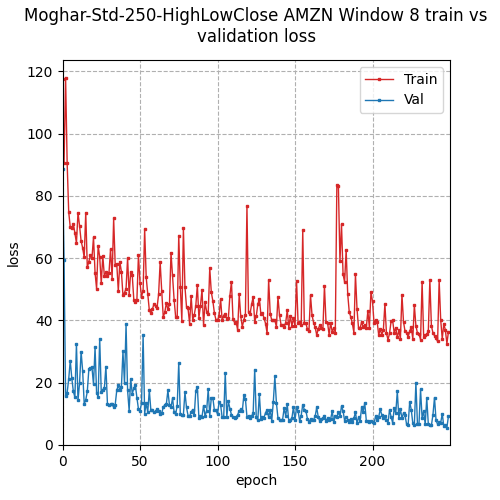 Moghar-Std-250-HighLowClose AMZN Window 8 train vs
validation loss
Train
Val
120
100
80
60
40
20
0
loss
0 50 100 150 200
epoch